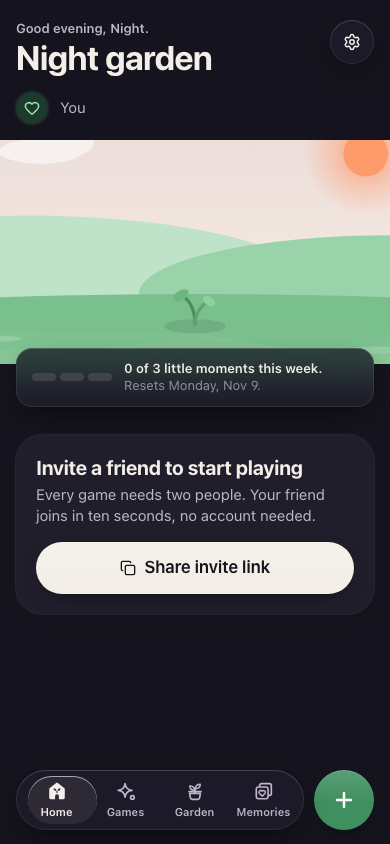 Good evening, Night.
Night garden
You
0 of 3 little moments this week.
Resets Monday, Nov 9.
Invite a friend to start playing
Every game needs two people. Your friend
joins in ten seconds, no account needed.
Share invite link
Home
Games
Garden
Memories